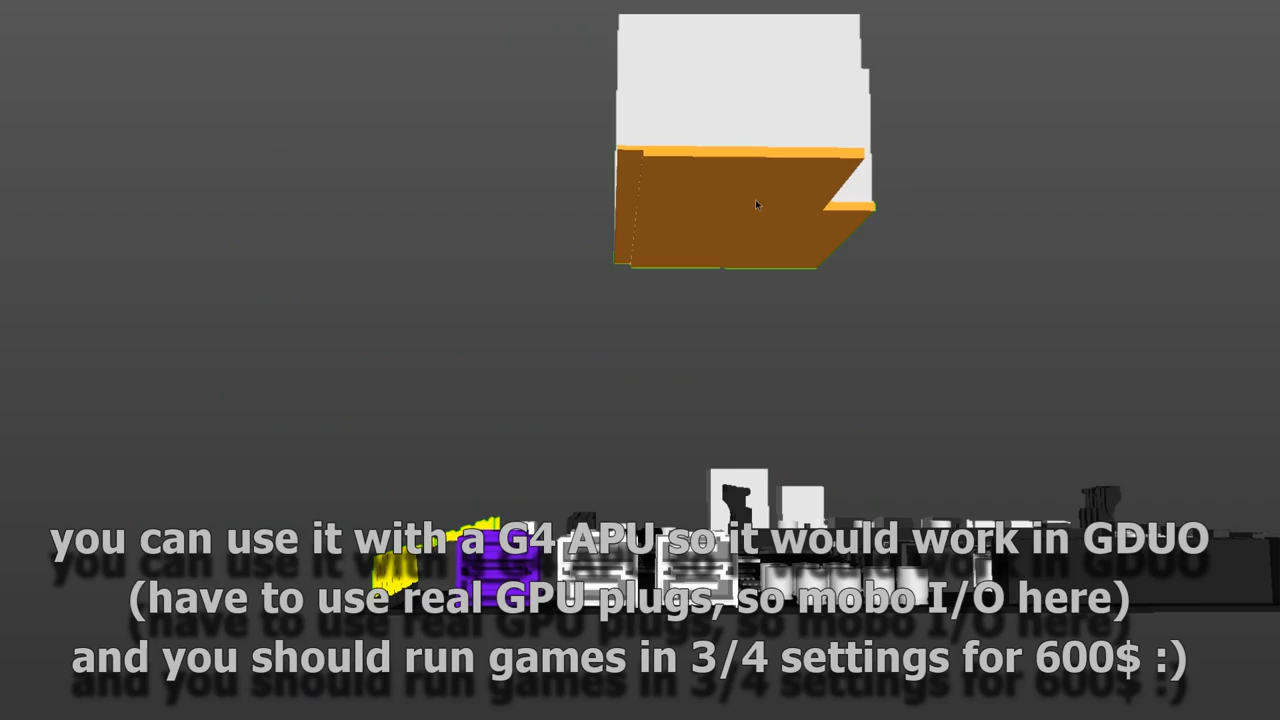 you can use it with a G4 APU so it would work in GDUO
(have to use real GPU plugs, so mobo I/O here)
and you should run games in 3/4 settings for 600$ :)